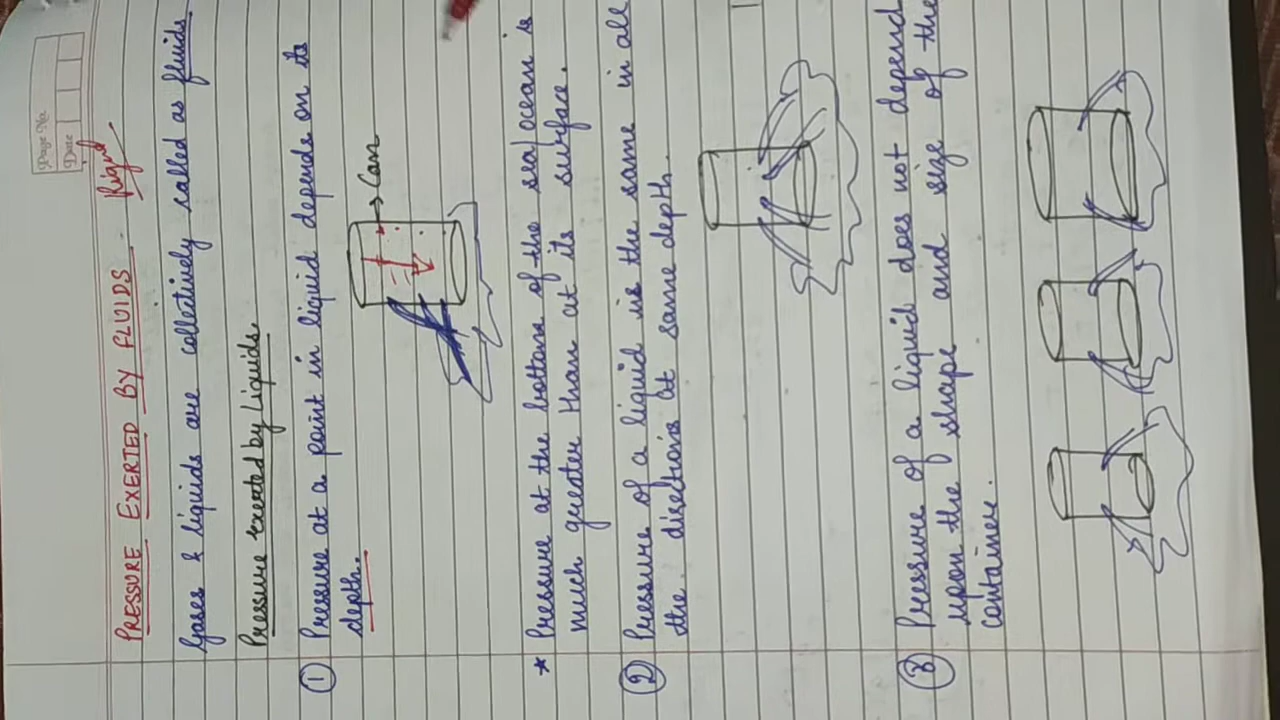 Page No.
Date
PRESSURE EXERTED BY FLUIDS
Gases & liquids are collectively called as fluids
Pressure exerted by Liquids
① Pressure at a point in liquid depends on its
depth.
→ Can
* Pressure at the bottom of the sea/ocean is
much greater than at its surface.
② Pressure of a liquid is the same in all
the directions at same depth.
③ Pressure of a liquid does not depend
upon the shape and size of the
container.